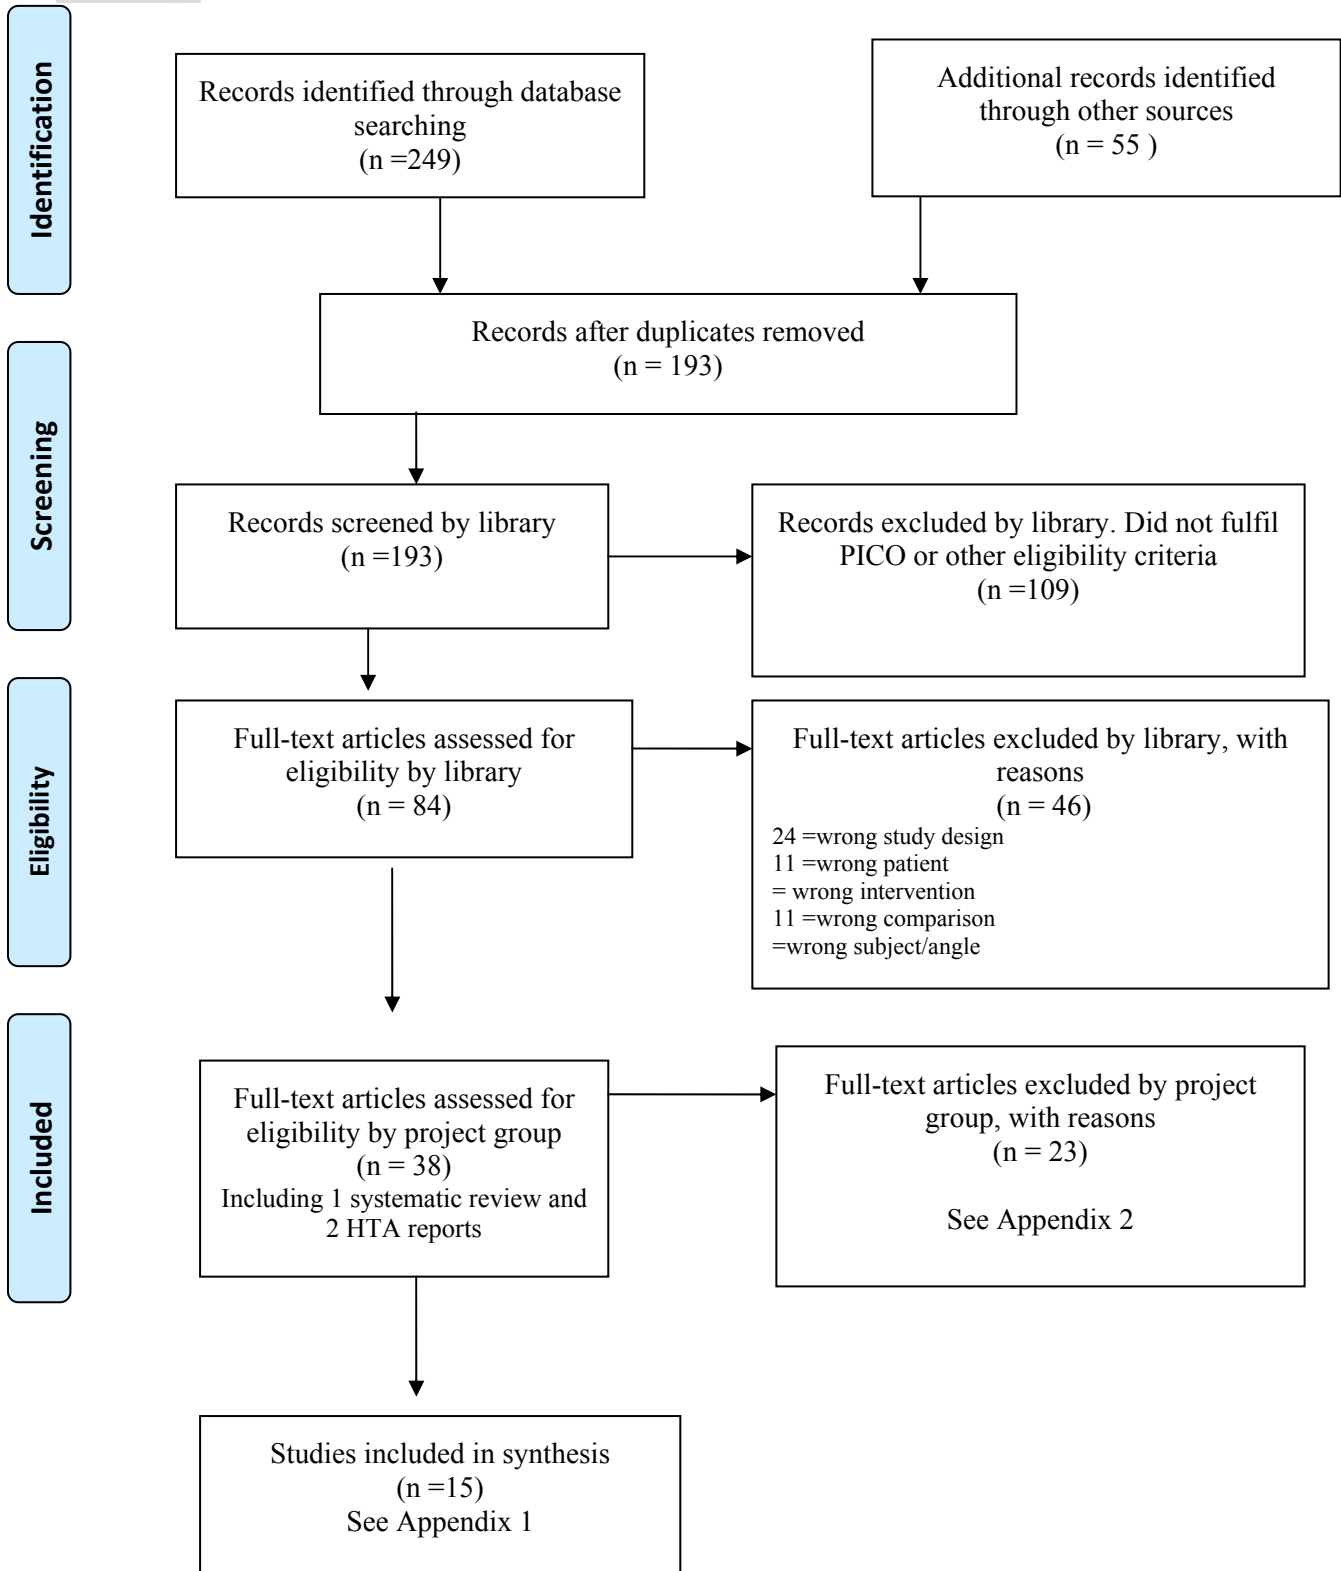 Identification
Records identified through database
searching
(n =249)
Additional records identified
through other sources
(n = 55 )
Records after duplicates removed
(n = 193)
Screening
Records screened by library
(n =193)
Records excluded by library. Did not fulfil
PICO or other eligibility criteria
(n =109)
Eligibility
Full-text articles assessed for
eligibility by library
(n = 84)
Full-text articles excluded by library, with
reasons
(n = 46)
24 =wrong study design
11 =wrong patient
= wrong intervention
11 =wrong comparison
=wrong subject/angle
Included
Full-text articles assessed for
eligibility by project group
(n = 38)
Including 1 systematic review and
2 HTA reports
Full-text articles excluded by project
group, with reasons
(n = 23)
See Appendix 2
Studies included in synthesis
(n =15)
See Appendix 1